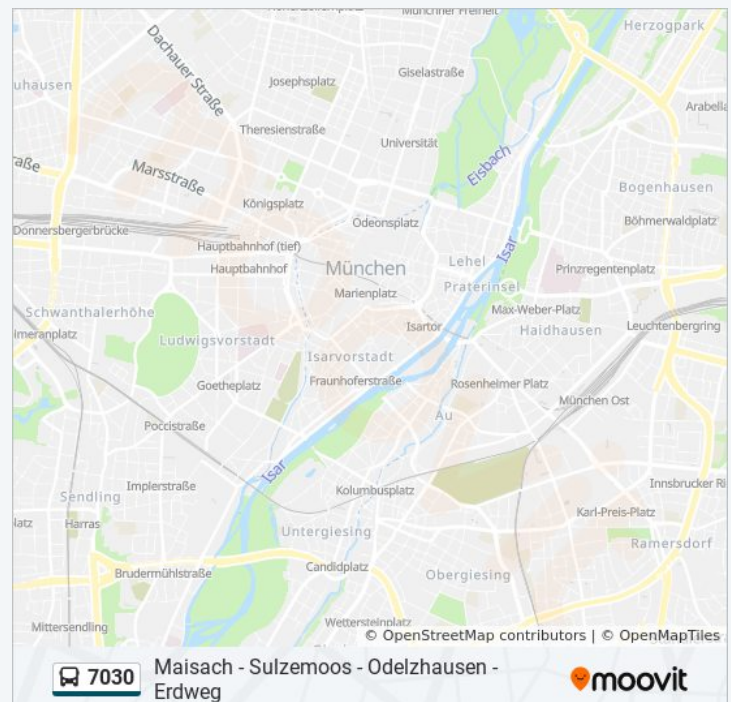 Münchner Freiheit
Herzogpark
Dachauer Straße
Giselastraße
Josephsplatz
Arabella
Theresienstraße
Universität
Eisbach
Marsstraße
Bogenhausen
Königsplatz
Odeonsplatz
Böhmerwaldplatz
Donnersbergerbrücke
Hauptbahnhof (tief)
Hauptbahnhof
München
Lehel
Isar
Prinzregentenplatz
Marienplatz
Praterinsel
Schwanthalerhöhe
Max-Weber-Platz
Isartor
Haidhausen
Leuchtenbergring
eimeranplatz
Ludwigsvorstadt
Isarvorstadt
Goetheplatz
Fraunhoferstraße
Rosenheimer Platz
München Ost
Au
Poccistraße
Isar
Implerstraße
Kolumbusplatz
Innsbrucker Ri
Sendling
Harras
Karl-Preis-Platz
Untergiesing
Ramersdorf
Brudermühlstraße
Candidplatz
Obergiesing
Mittersendling
Wettersteinplatz
© OpenStreetMap contributors | © OpenMapTiles
7030
Maisach - Sulzemoos - Odelzhausen -
Erdweg
moovit